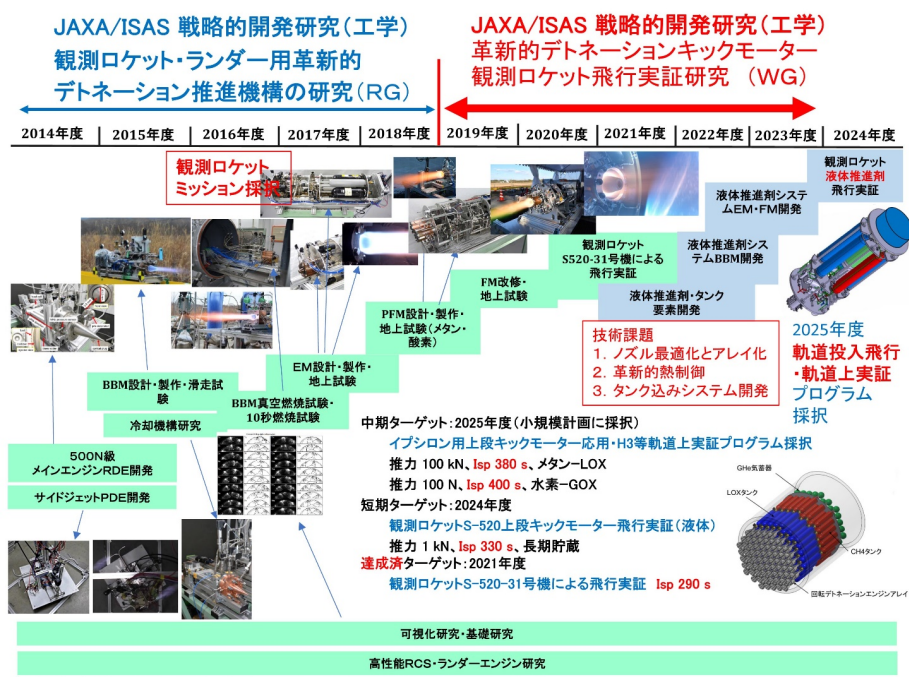 JAXA/ISAS 戦略的開発研究(工学)
観測ロケット・ランダー用革新的
デトネーション推進機構の研究(RG)
JAXA/ISAS 戦略的開発研究(工学)
革新的デトネーションキックモーター
観測ロケット飛行実証研究 (WG)
2014年度
2015年度
2016年度
2017年度
2018年度
2019年度
2020年度
2021年度
2022年度
2023年度
2024年度
観測ロケット
ミッション採択
観測ロケット
液体推進剤
飛行実証
液体推進剤システ
ムEM・FM開発
観測ロケット
S520-31号機による
飛行実証
液体推進剤シス
テムBBM開発
FM改修・
地上試験
液体推進剤・タンク
要素開発
PFM設計・製作・
地上試験(メタン・
酸素)
EM設計・製作・
地上試験
BBM設計・製作・滑走試
験
BBM真空燃焼試験・
10秒燃焼試験
冷却機構研究
500N級
メインエンジンRDE開発
サイドジェットPDE開発
技術課題
1. ノズル最適化とアレイ化
2. 革新的熱制御
3. タンク込みシステム開発
2025年度
軌道投入飛行
・軌道上実証
プログラム
採択
中期ターゲット:2025年度(小規模計画に採択)
イプシロン用上段キックモーター応用・H3等軌道上実証プログラム採択
推力 100 kN、Isp 380 s、メタン-LOX
推力 100 N、Isp 400 s、水素-GOX
短期ターゲット:2024年度
観測ロケットS-520上段キックモーター飛行実証(液体)
推力 1 kN、Isp 330 s、長期貯蔵
達成済ターゲット:2021年度
観測ロケットS-520-31号機による飛行実証 Isp 290 s
GHe気蓄器
LOXタンク
CH4タンク
回転デトネーションエンジンアレイ
可視化研究・基礎研究
高性能RCS・ランダーエンジン研究